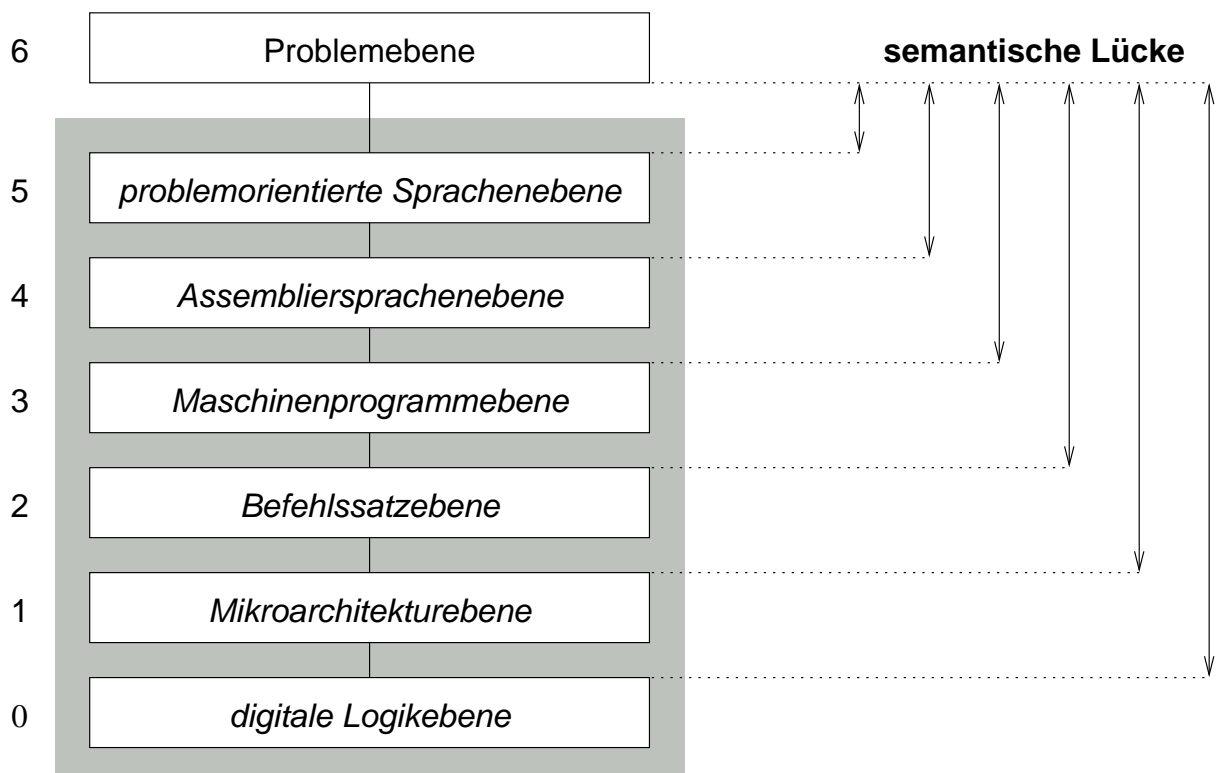 6 Problemebene semantische Lücke
5 problemorientierte Sprachenebene
4 Assembliersprachenebene
3 Maschinenprogrammebene
2 Befehlssatzebene
1 Mikroarchitekturebene
0 digitale Logikebene